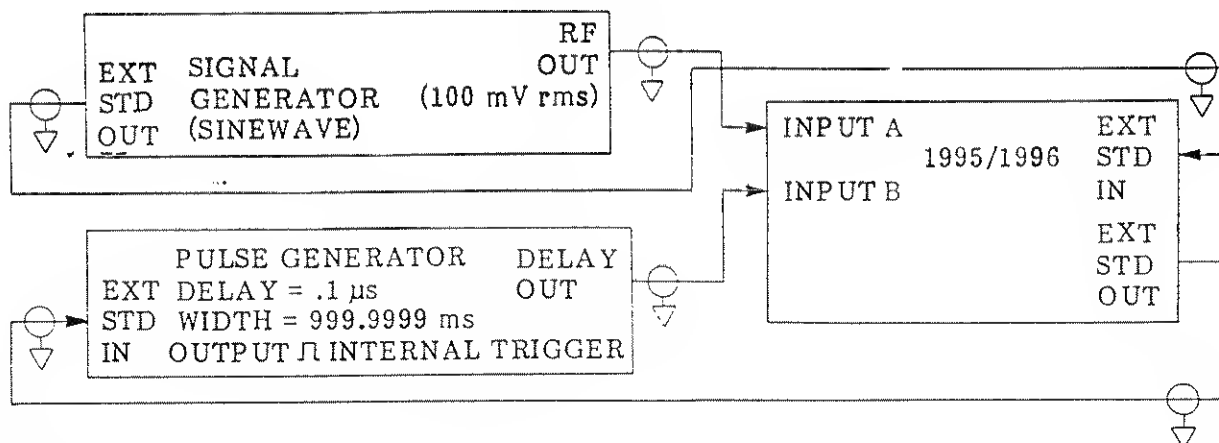 RF
EXT SIGNAL OUT
STD GENERATOR (100 mV rms)
OUT (SINEWAVE)
INPUT A EXT
1995/1996 STD
INPUT B IN
EXT
STD
OUT
PULSE GENERATOR DELAY
EXT DELAY = .1 µs OUT
STD WIDTH = 999.9999 ms
IN OUTPUT ⎍ INTERNAL TRIGGER